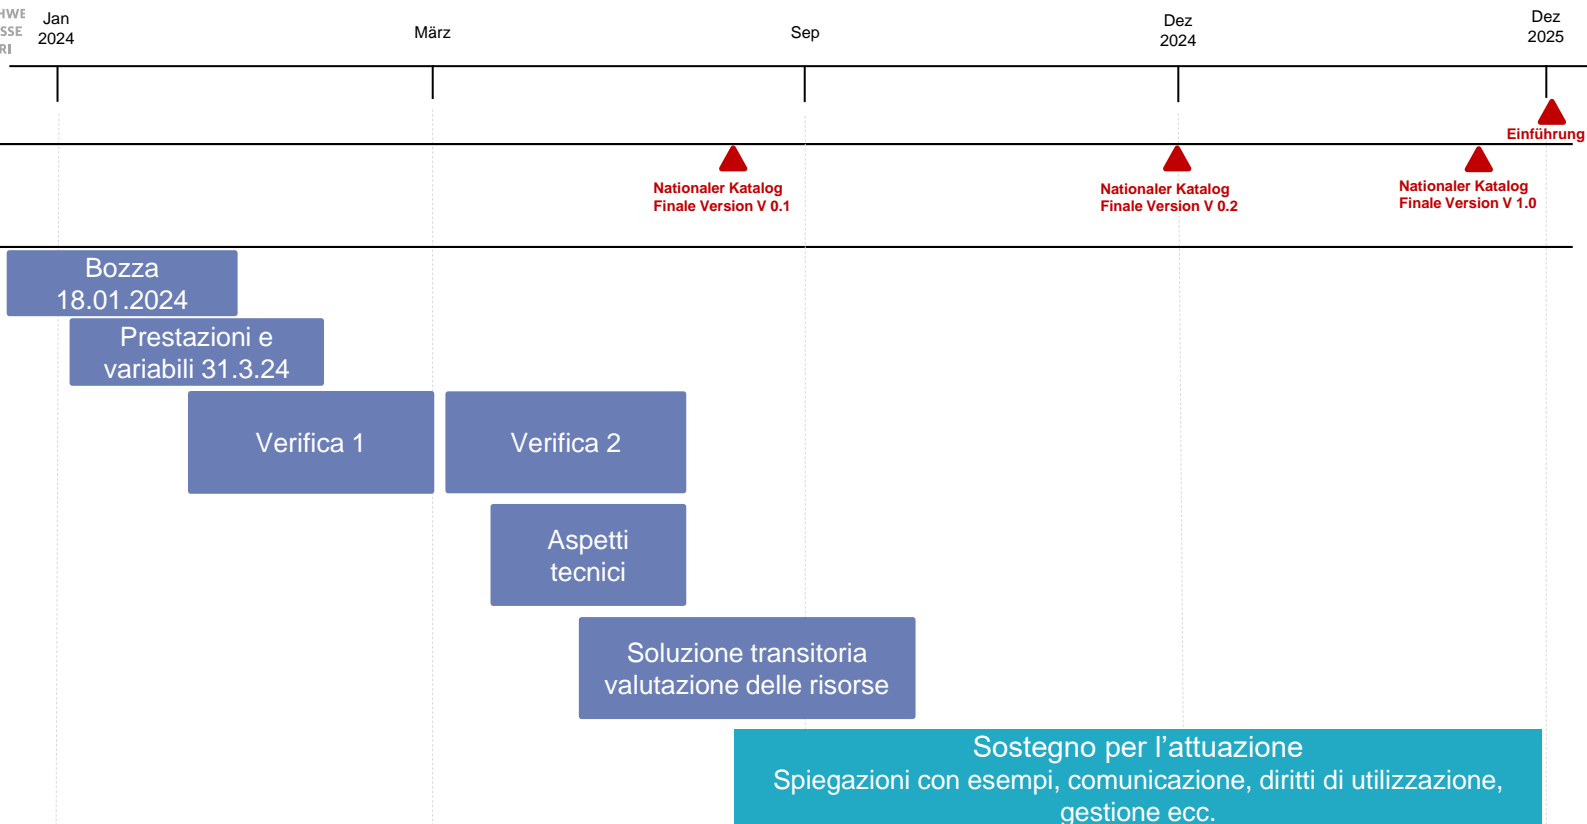 HWE
SSE
RI
Jan
2024
März
Sep
Dez
2024
Dez
2025
Einführung
Nationaler Katalog
Finale Version V 0.1
Nationaler Katalog
Finale Version V 0.2
Nationaler Katalog
Finale Version V 1.0
Bozza
18.01.2024
Prestazioni e
variabili 31.3.24
Verifica 1
Verifica 2
Aspetti
tecnici
Soluzione transitoria
valutazione delle risorse
Sostegno per l’attuazione
Spiegazioni con esempi, comunicazione, diritti di utilizzazione,
gestione ecc.